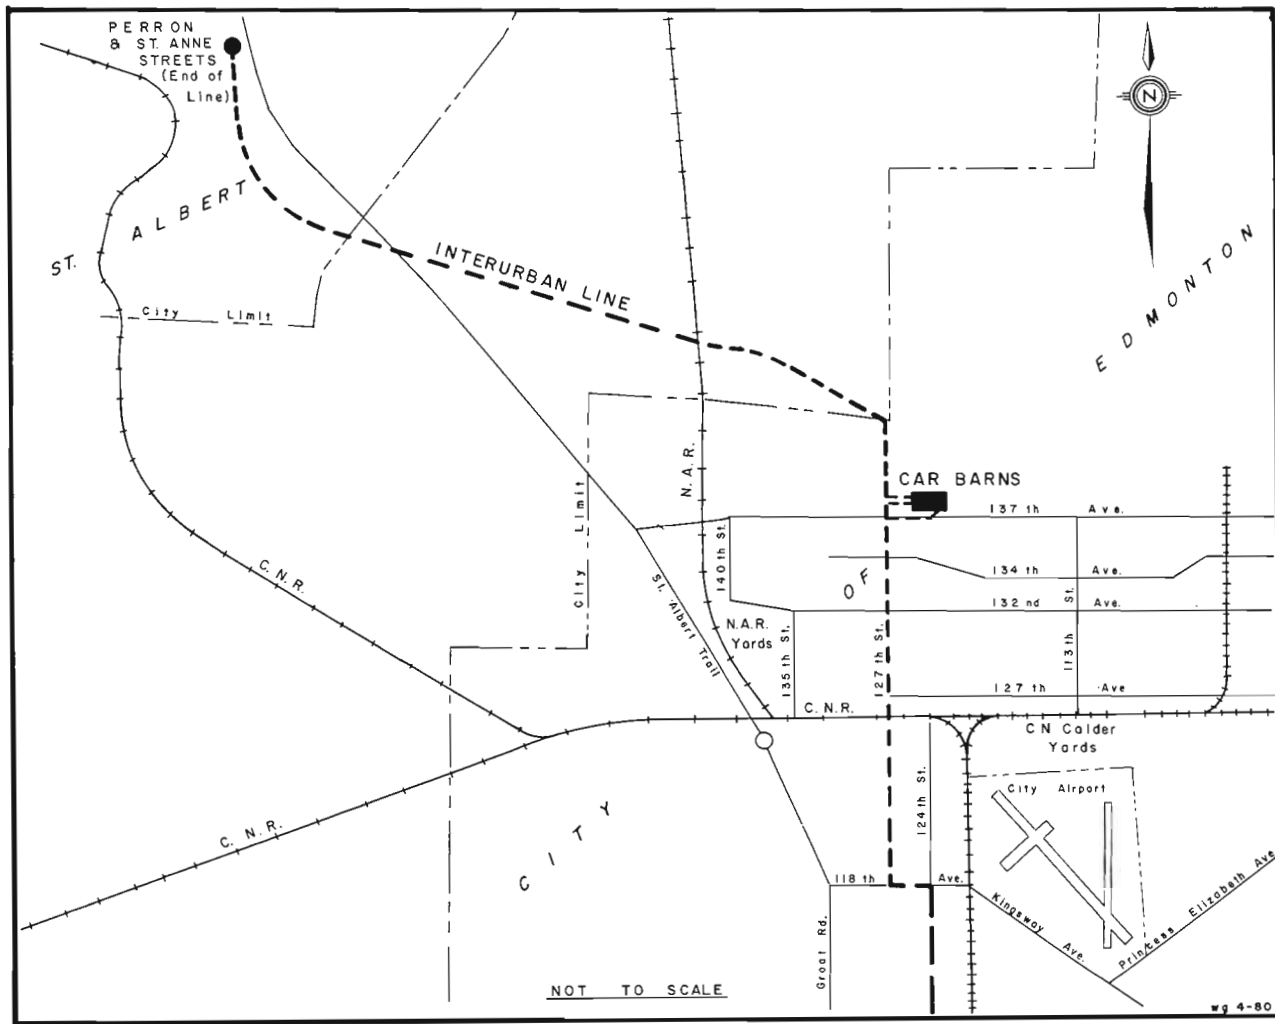 PERRON
& ST. ANNE
STREETS
(End of
Line)
N
ST. ALBERT
INTERURBAN LINE
City Limit
EDMONTON
N.A.R.
CAR BARNS
137 th Ave.
City Limit
140 th St.
134 th Ave.
OF
C.N.R.
St. Albert Trail
132 nd Ave.
N.A.R.
Yards
135 th St.
127 th St.
113 th St.
127 th Ave
C.N.R.
CN Calder
Yards
124 th St.
City Airport
C.N.R.
CITY
118 th Ave.
Kingsway Ave.
Princess Elizabeth Ave
Groat Rd.
NOT TO SCALE
wg 4-80